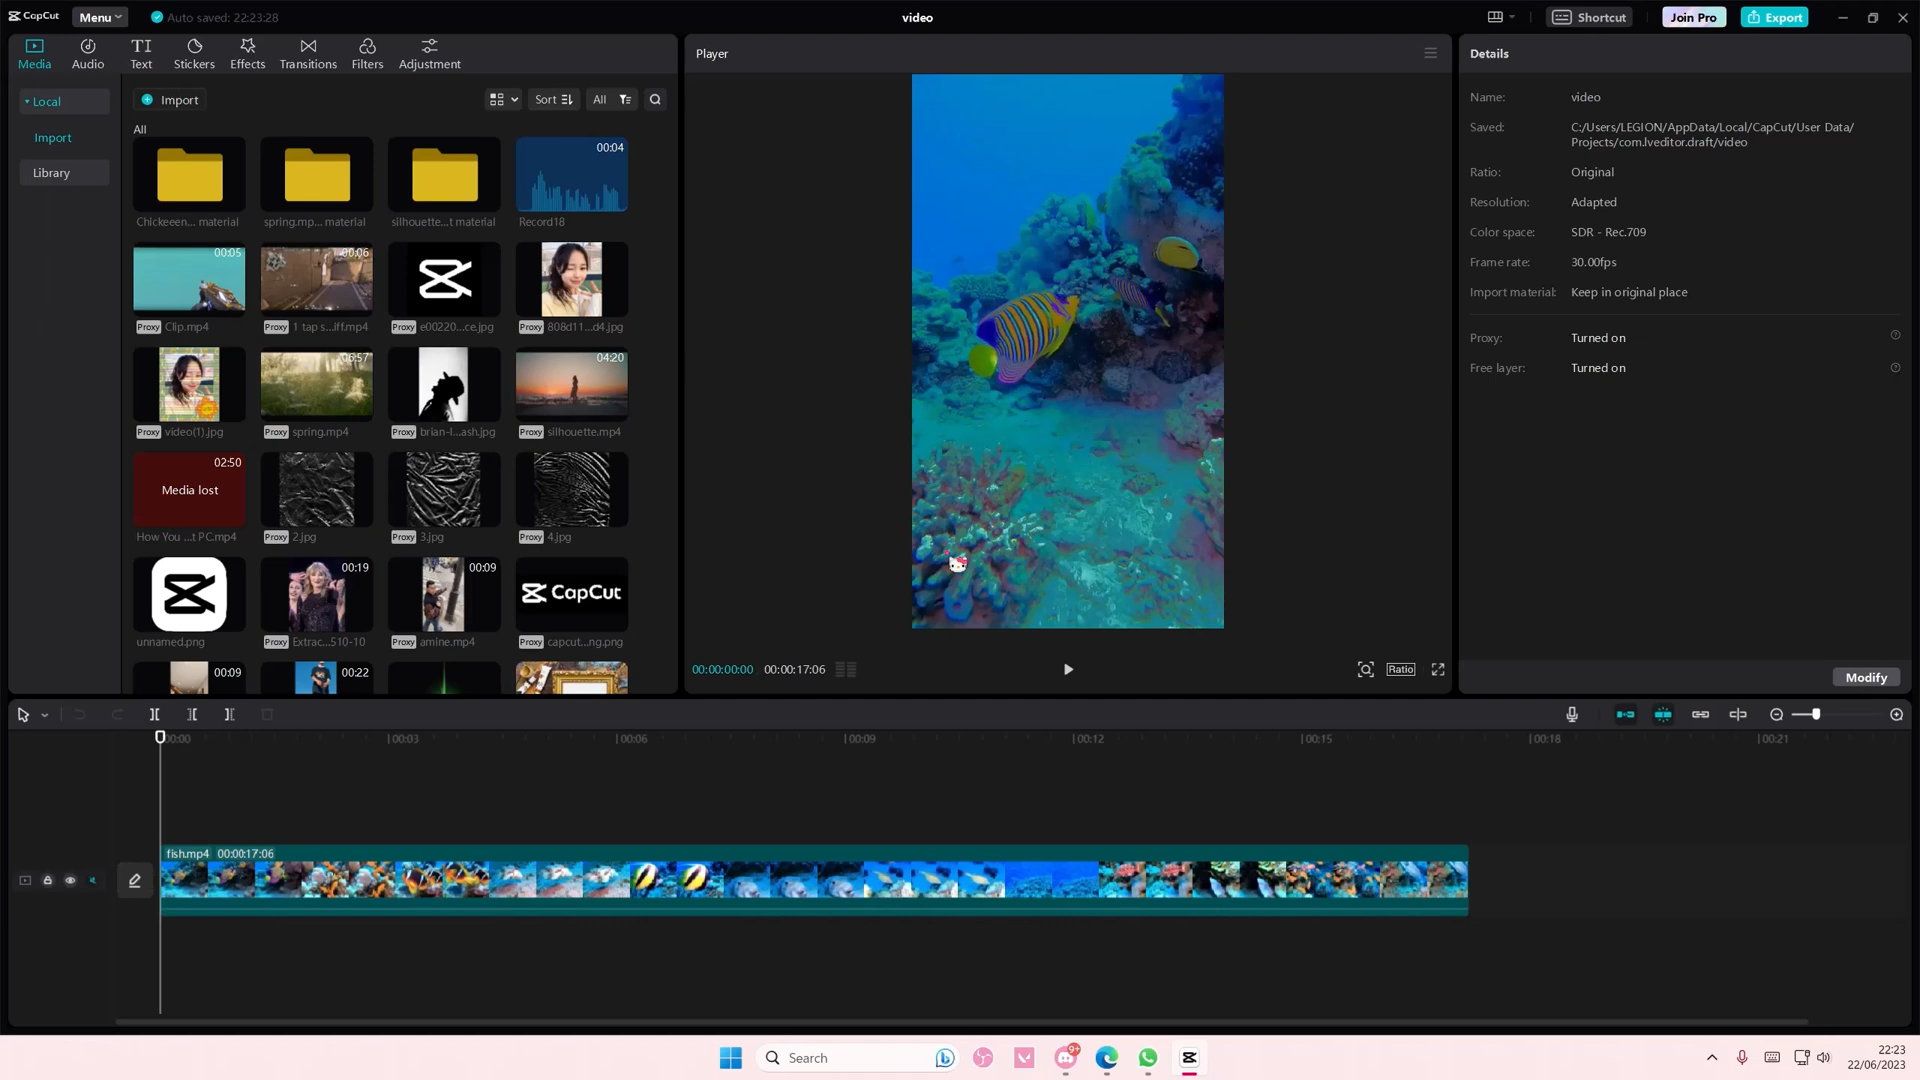 CapCut
Menu
Auto saved: 22:23:28
video
Shortcut
Join Pro
Export
Media
Audio
Text
Stickers
Effects
Transitions
Filters
Adjustment
Local
Import
Library
Import
Sort
All
All
00:04
Chickeeen... material
spring.mp... material
silhouette...t material
Record18
00:05
00:06
Proxy Clip.mp4
Proxy 1 tap s...iff.mp4
Proxy e00220...ce.jpg
Proxy 808d11...d4.jpg
06:57
04:20
Proxy video(1).jpg
Proxy spring.mp4
Proxy brian-l...ash.jpg
Proxy silhouette.mp4
02:50
Media lost
How You ...t PC.mp4
Proxy 2.jpg
Proxy 3.jpg
Proxy 4.jpg
00:19
00:09
CapCut
unnamed.png
Proxy Extrac...510-10
Proxy amine.mp4
Proxy capcut...ng.png
00:09
00:22
Player
00:00:00:00 00:00:17:06
Ratio
Details
Name: video
Saved: C:/Users/LEGION/AppData/Local/CapCut/User Data/
Projects/com.lveditor.draft/video
Ratio: Original
Resolution: Adapted
Color space: SDR - Rec.709
Frame rate: 30.00fps
Import material: Keep in original place
Proxy: Turned on
Free layer: Turned on
Modify
00:00
00:03
00:06
00:09
00:12
00:15
00:18
00:21
fish.mp4 00:00:17:06
Search
9+
22:23
22/06/2023